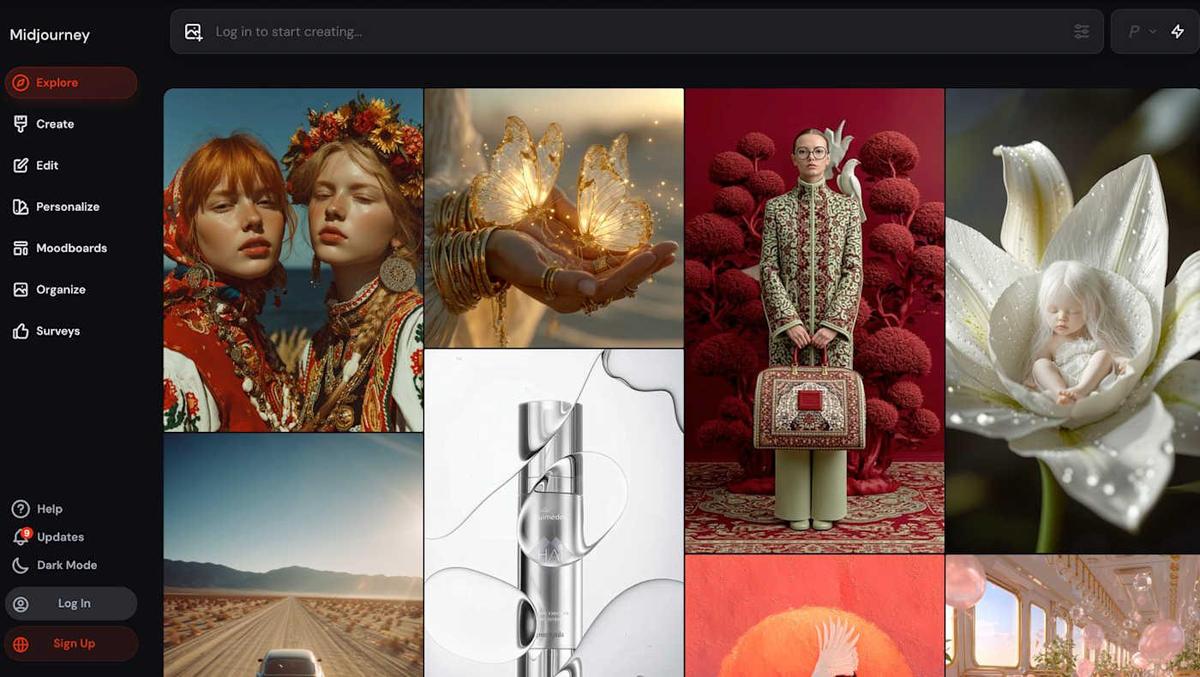 Midjourney
Log in to start creating...
P
Explore
Create
Edit
Personalize
Moodboards
Organize
Surveys
Help
9
Updates
Dark Mode
Log In
Sign Up